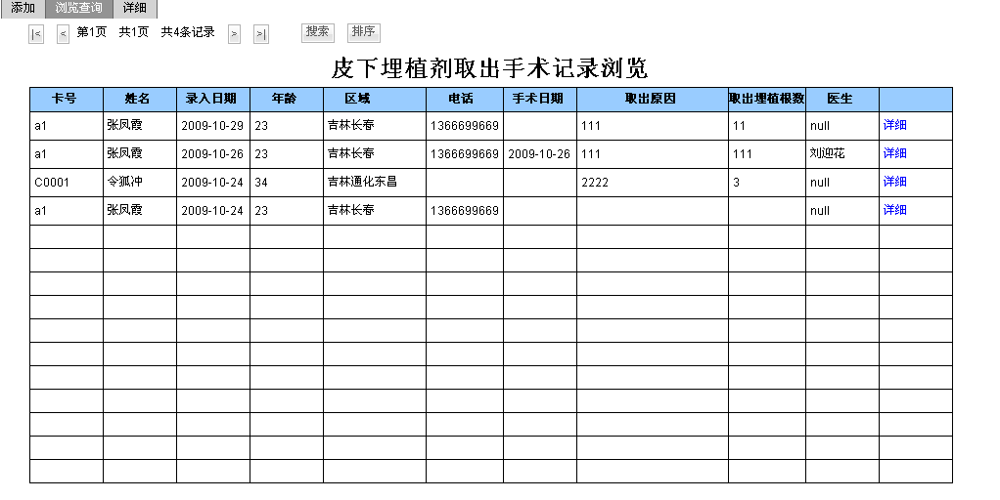 添加 浏览查询 详细
|< < 第1页 共1页 共4条记录 > >| 搜索 排序
皮下埋植剂取出手术记录浏览
卡号 姓名 录入日期 年龄 区域 电话 手术日期 取出原因 取出埋植根数 医生
a1 张凤霞 2009-10-29 23 吉林长春 1366699669 111 11 null 详细
a1 张凤霞 2009-10-26 23 吉林长春 1366699669 2009-10-26 111 111 刘迎花 详细
C0001 令狐冲 2009-10-24 34 吉林通化东昌 2222 3 null 详细
a1 张凤霞 2009-10-24 23 吉林长春 1366699669 null 详细